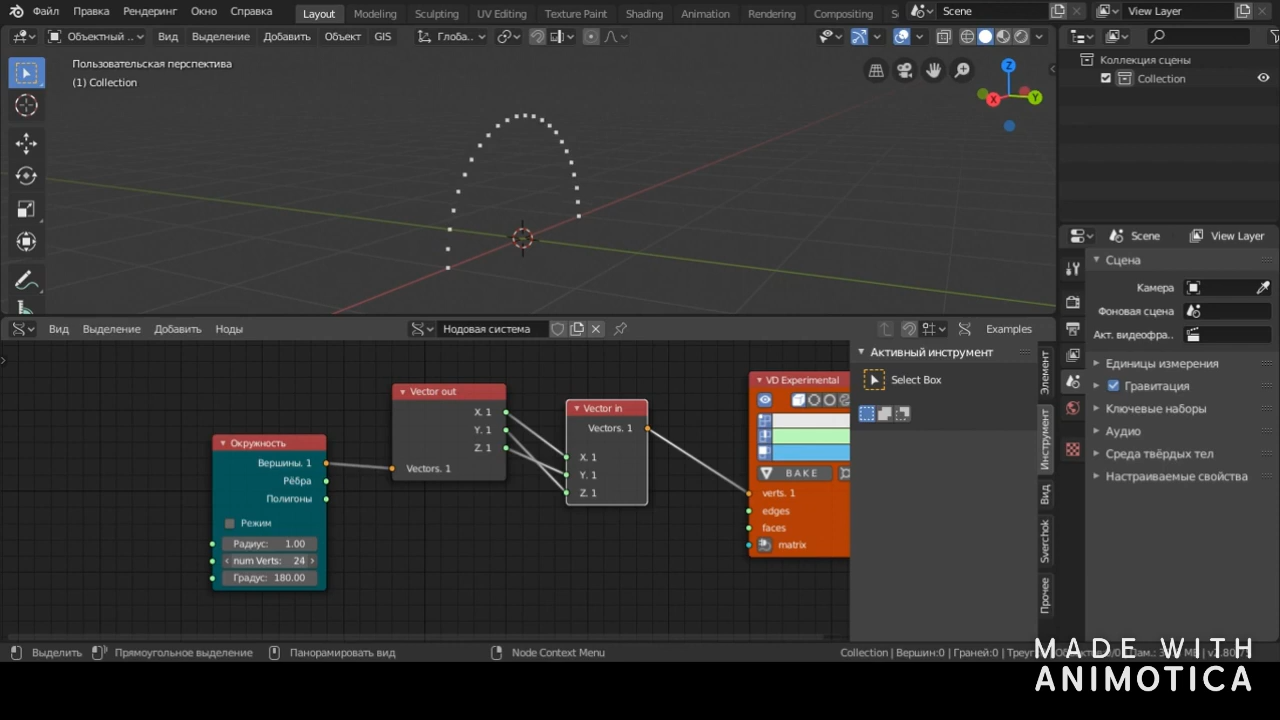 Файл Правка Рендеринг Окно Справка Layout Modeling Sculpting UV Editing Texture Paint Shading Animation Rendering Compositing Scene View Layer
Объектный .. Вид Выделение Добавить Объект GIS Глоба..
Пользовательская перспектива
(1) Collection
Z
X
Y
Коллекция сцены
Collection
Scene View Layer
Сцена
Камера
Фоновая сцена
Акт. видеофра..
Единицы измерения
Гравитация
Ключевые наборы
Аудио
Среда твёрдых тел
Настраиваемые свойства
Вид Выделение Добавить Ноды Нодовая система Examples
Активный инструмент
Select Box
Элемент
Инструмент
Вид
Sverchok
Прочее
Окружность
Вершины. 1
Рёбра
Полигоны
Режим
Радиус: 1.00
num Verts: 24
Градус: 180.00
Vector out
X. 1
Y. 1
Z. 1
Vectors. 1
Vector in
Vectors. 1
X. 1
Y. 1
Z. 1
VD Experimental
BAKE
verts. 1
edges
faces
matrix
Выделить Прямоугольное выделение Панорамировать вид Node Context Menu Collection | Вершин:0 | Граней:0 |
MADE WITH
ANIMOTICA